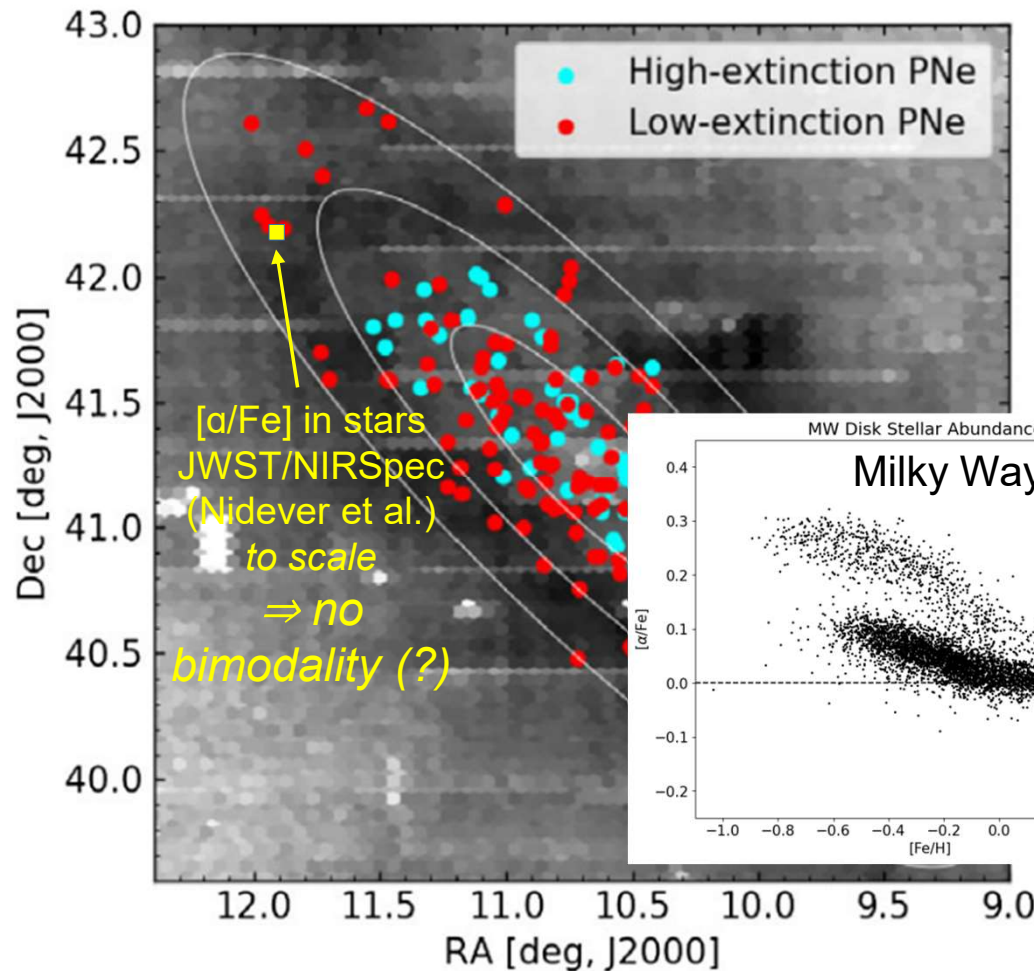 High-extinction PNe
Low-extinction PNe
43.0
42.5
42.0
41.5
41.0
40.5
40.0
Dec [deg, J2000]
[α/Fe] in stars
JWST/NIRSpec
(Nidever et al.)
to scale
⇒ no
bimodality (?)
MW Disk Stellar Abundance
Milky Way
0.4
0.3
0.2
0.1
0.0
−0.1
−0.2
[α/Fe]
−1.0 −0.8 −0.6 −0.4 −0.2 0.0
[Fe/H]
12.0 11.5 11.0 10.5 10.0 9.5 9.0
RA [deg, J2000]